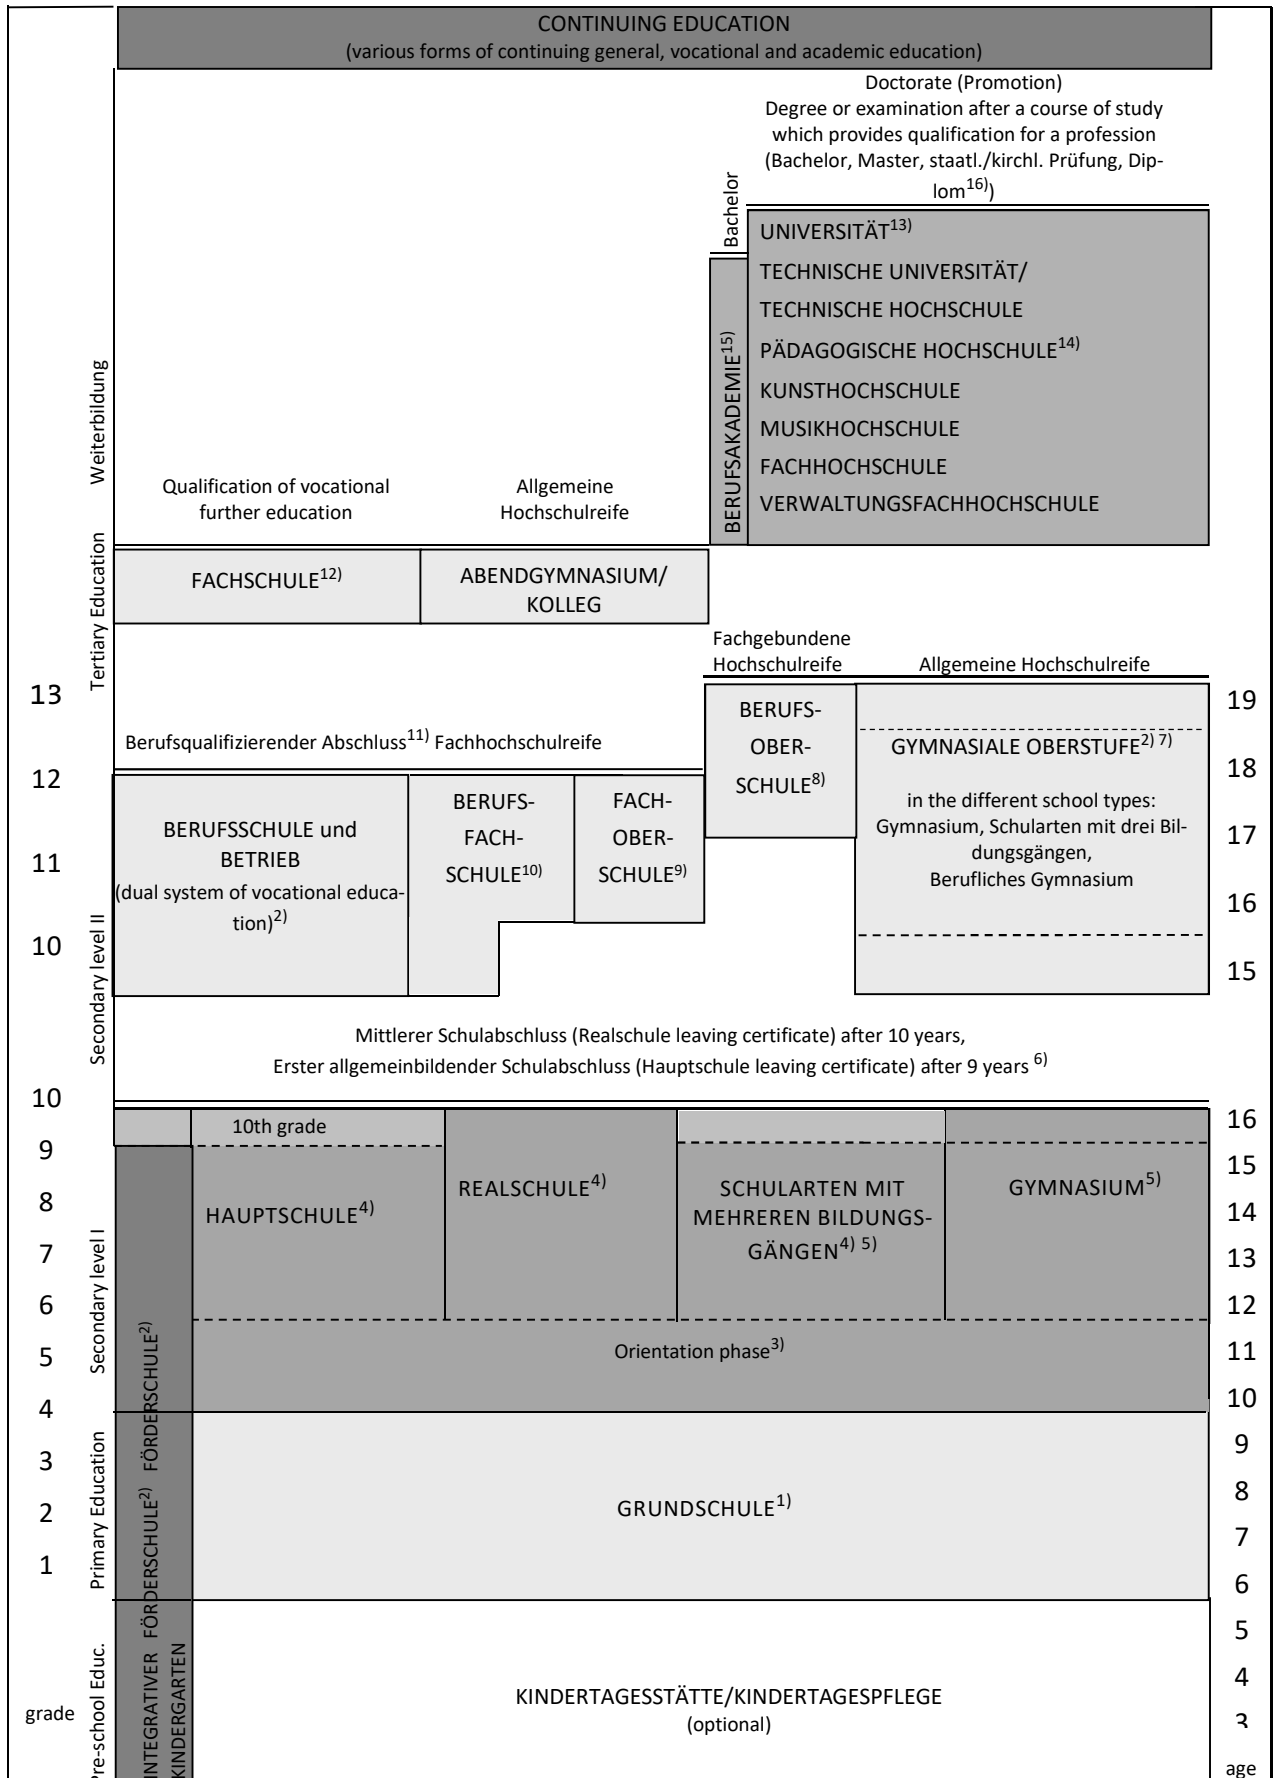 CONTINUING EDUCATION
(various forms of continuing general, vocational and academic education)
Doctorate (Promotion)
Degree or examination after a course of study
which provides qualification for a profession
(Bachelor, Master, staatl./kirchl. Prüfung, Dip-
lom16))
Bachelor
UNIVERSITÄT13)
TECHNISCHE UNIVERSITÄT/
TECHNISCHE HOCHSCHULE
PÄDAGOGISCHE HOCHSCHULE14)
KUNSTHOCHSCHULE
MUSIKHOCHSCHULE
FACHHOCHSCHULE
VERWALTUNGSFACHHOCHSCHULE
BERUFSAKADEMIE15)
Weiterbildung
Qualification of vocational
further education
Allgemeine
Hochschulreife
Tertiary Education
FACHSCHULE12)
ABENDGYMNASIUM/
KOLLEG
Fachgebundene
Hochschulreife
Allgemeine Hochschulreife
13
19
BERUFS-
OBER-
SCHULE8)
GYMNASIALE OBERSTUFE2) 7)
in the different school types:
Gymnasium, Schularten mit drei Bil-
dungsgängen,
Berufliches Gymnasium
Berufsqualifizierender Abschluss11) Fachhochschulreife
12
18
BERUFSSCHULE und
BETRIEB
(dual system of vocational educa-
tion)2)
BERUFS-
FACH-
SCHULE10)
FACH-
OBER-
SCHULE9)
17
11
16
10
15
Secondary level II
Mittlerer Schulabschluss (Realschule leaving certificate) after 10 years,
Erster allgemeinbildender Schulabschluss (Hauptschule leaving certificate) after 9 years 6)
10
16
10th grade
9
15
HAUPTSCHULE4)
REALSCHULE4)
SCHULARTEN MIT
MEHREREN BILDUNGS-
GÄNGEN4) 5)
GYMNASIUM5)
8
14
7
13
6
12
Secondary level I
Orientation phase3)
5
11
4
10
FÖRDERSCHULE2)
3
9
Primary Education
GRUNDSCHULE1)
2
8
1
7
6
FÖRDERSCHULE2)
5
4
Pre-school Educ.
INTEGRATIVER
KINDERGARTEN
KINDERTAGESSTÄTTE/KINDERTAGESPFLEGE
(optional)
grade
3
age